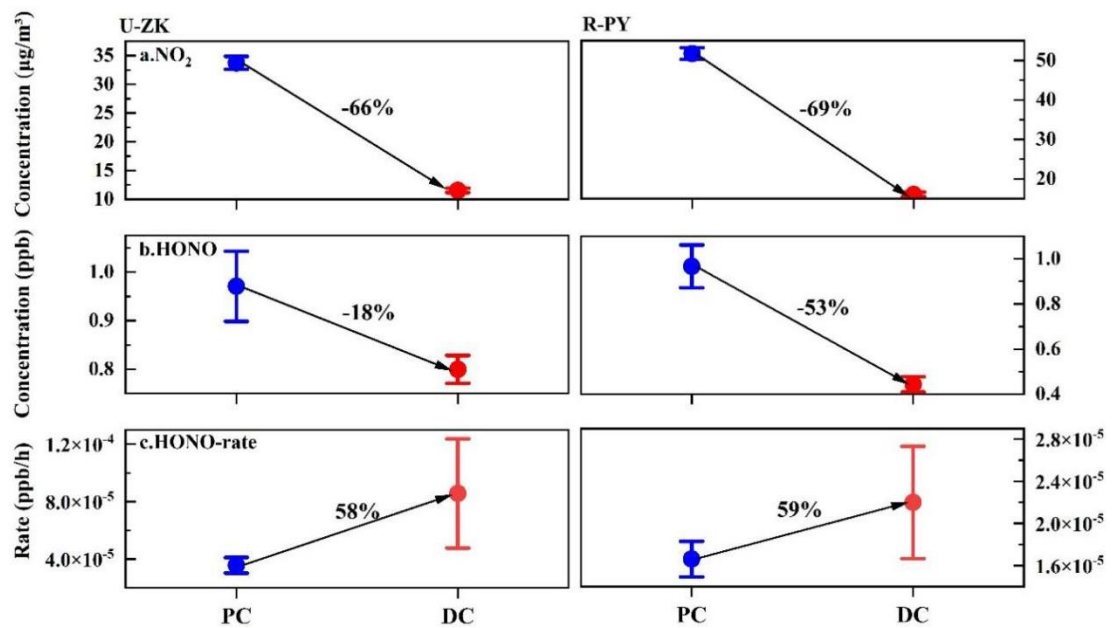 U-ZK
R-PY
Concentration (μg/m³)
a.NO₂
35
30
25
20
15
10
-66%
-69%
50
40
30
20
Concentration (ppb)
b.HONO
1.0
0.9
0.8
-18%
-53%
1.0
0.8
0.6
0.4
Rate (ppb/h)
c.HONO-rate
1.2×10⁻⁴
8.0×10⁻⁵
4.0×10⁻⁵
58%
59%
2.8×10⁻⁵
2.4×10⁻⁵
2.0×10⁻⁵
1.6×10⁻⁵
PC
DC
PC
DC